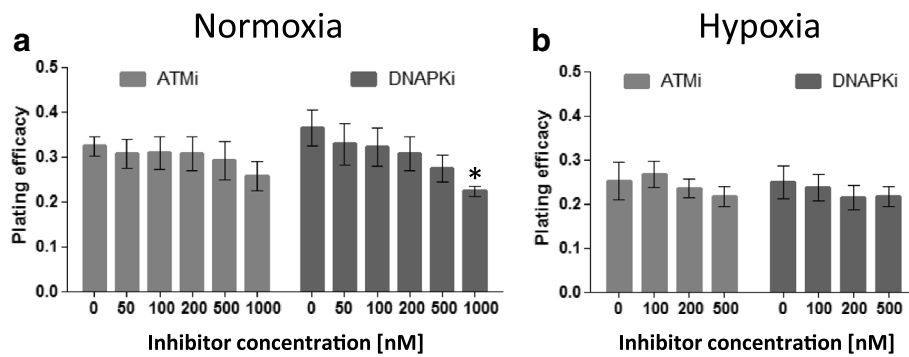 Normoxia
Hypoxia
a
b
0.5
0.4
0.3
0.2
0.1
0.0
Plating efficacy
ATMi
DNAPKi
*
0 50 100 200 500 1000
0 50 100 200 500 1000
Inhibitor concentration [nM]
0.5
0.4
0.3
0.2
0.1
0.0
Plating efficacy
ATMi
DNAPKi
0 100 200 500
0 100 200 500
Inhibitor concentration [nM]